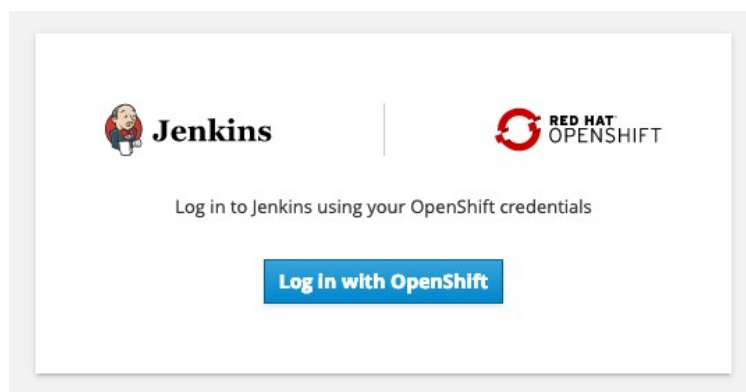 Jenkins
RED HAT
OPENSHIFT
Log in to Jenkins using your OpenShift credentials
Log in with OpenShift